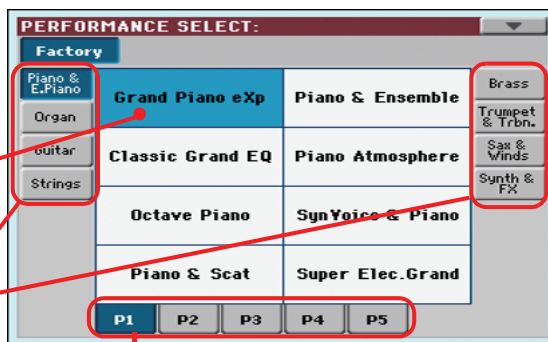 PERFORMANCE SELECT:
Factory
Piano &
E.Piano
Organ
Guitar
Strings
Grand Piano eXp
Piano & Ensemble
Classic Grand EQ
Piano Atmosphere
Octave Piano
SynVoice & Piano
Piano & Scat
Super Elec.Grand
Brass
Trumpet
& Trbn.
Sax &
Winds
Synth &
FX
P1
P2
P3
P4
P5